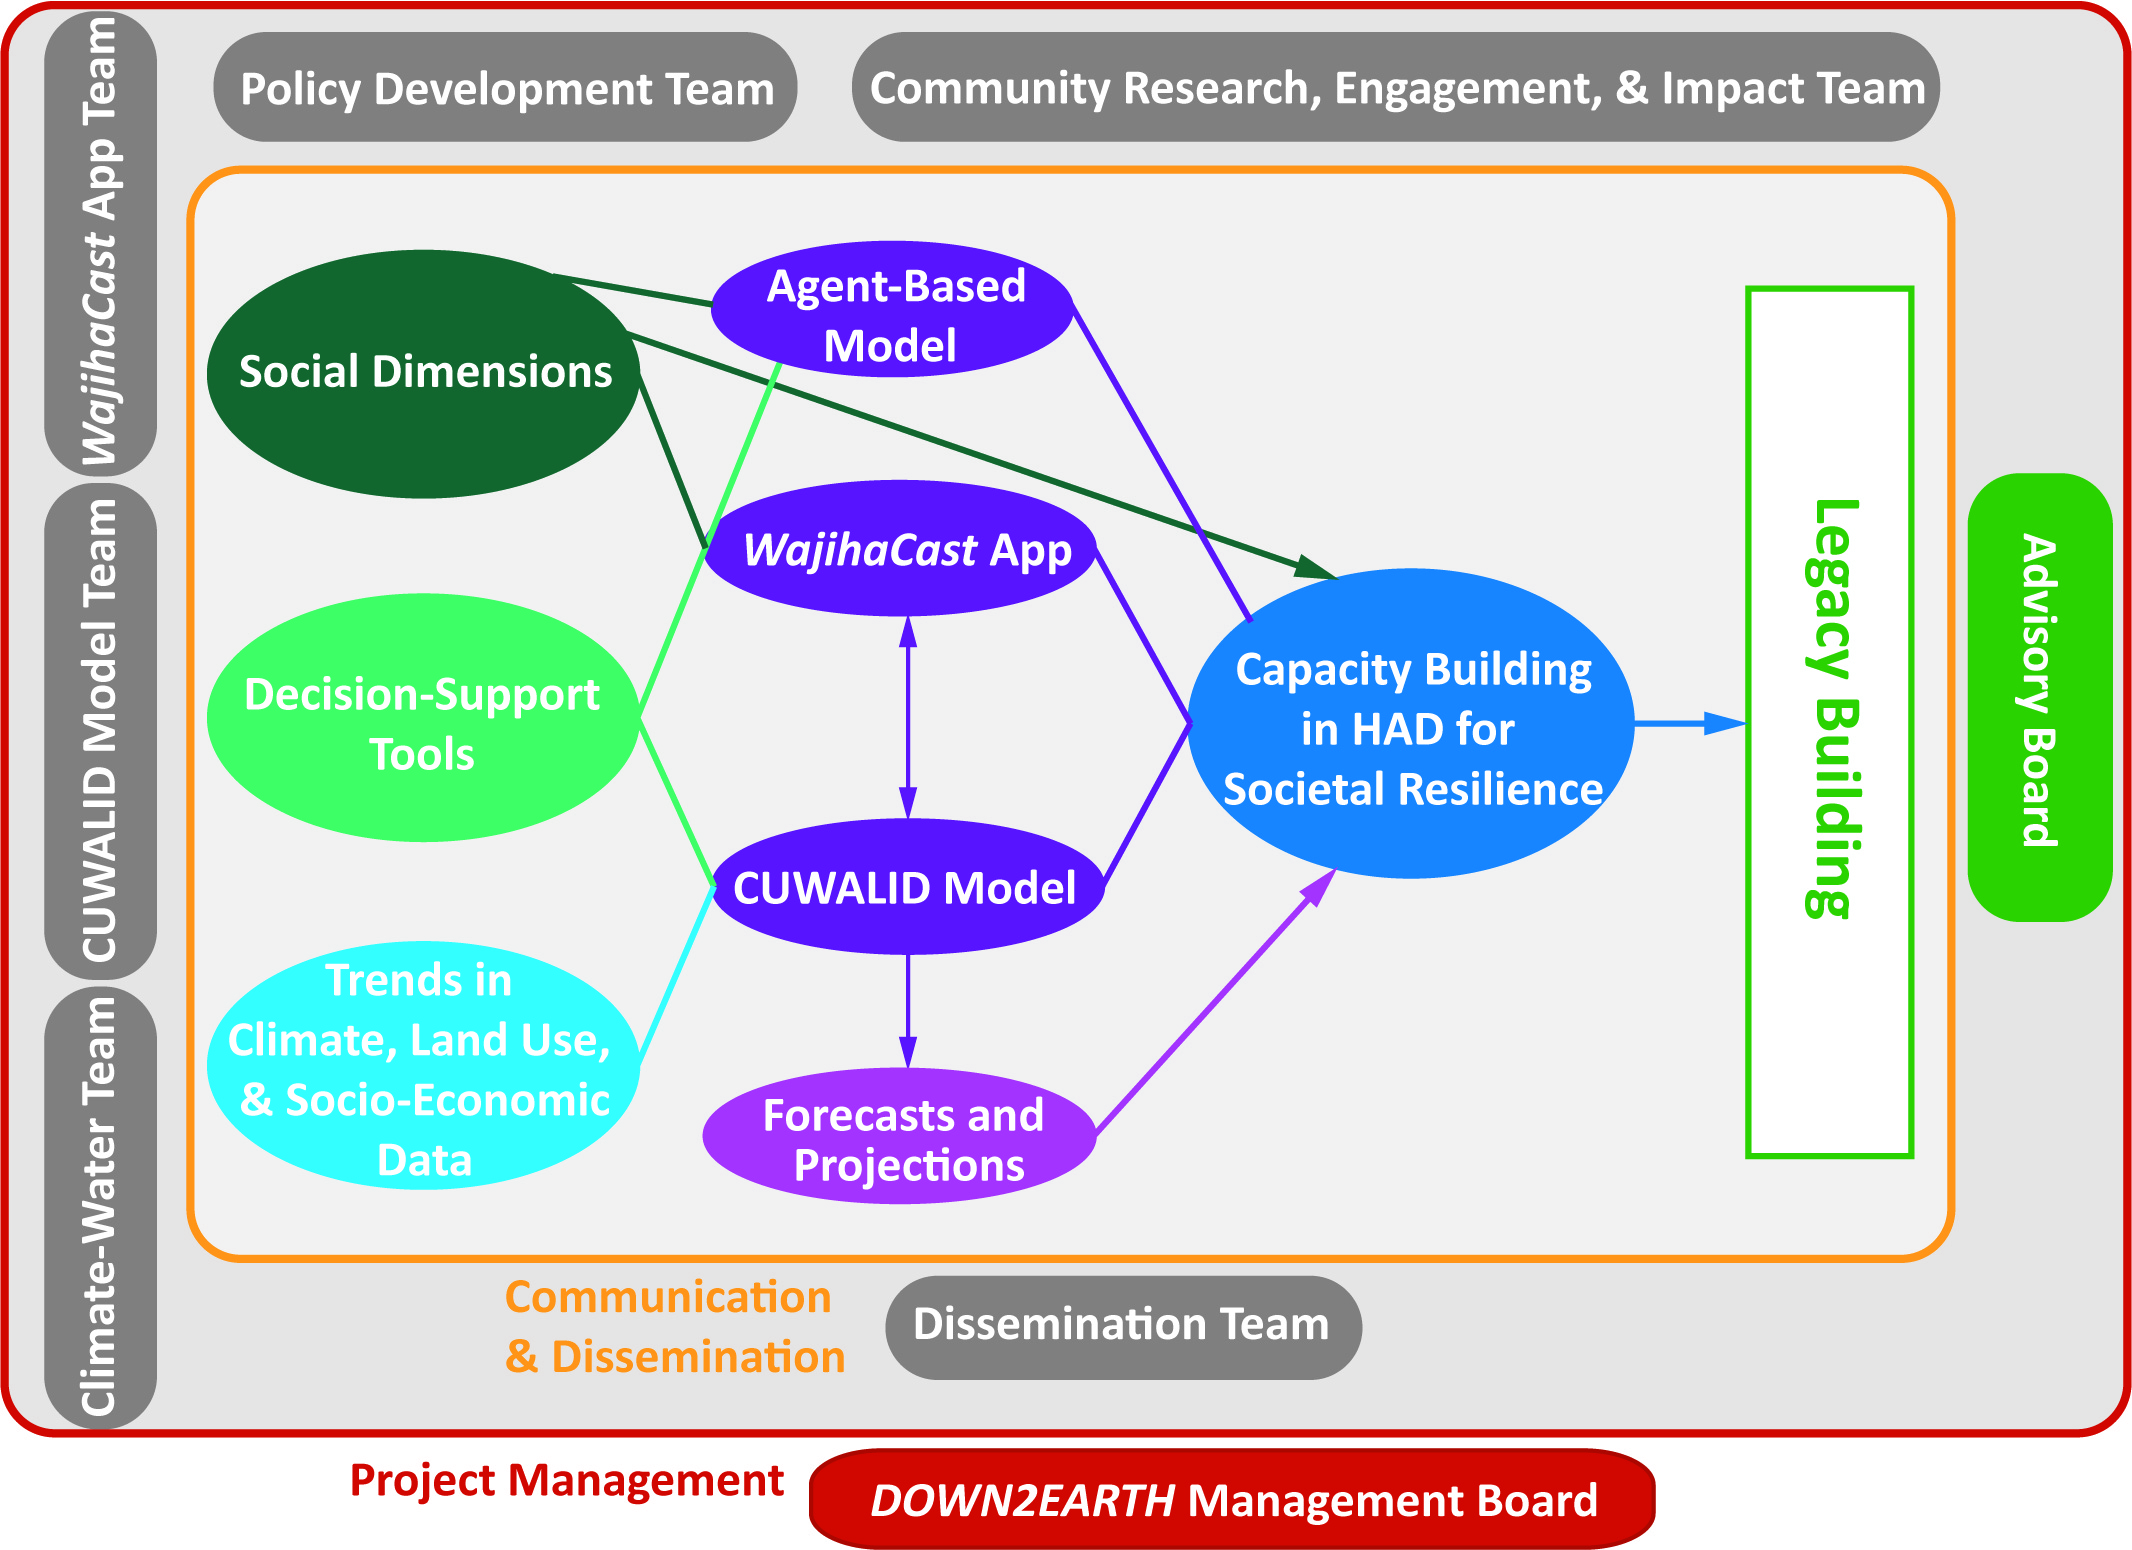 WajihaCast App Team
CUWALID Model Team
Climate-Water Team
Policy Development Team
Community Research, Engagement, & Impact Team
Social Dimensions
Decision-Support
Tools
Trends in
Climate, Land Use,
& Socio-Economic
Data
Agent-Based
Model
WajihaCast App
CUWALID Model
Forecasts and
Projections
Capacity Building
in HAD for
Societal Resilience
Legacy Building
Advisory Board
Communication
& Dissemination
Dissemination Team
Project Management
DOWN2EARTH Management Board